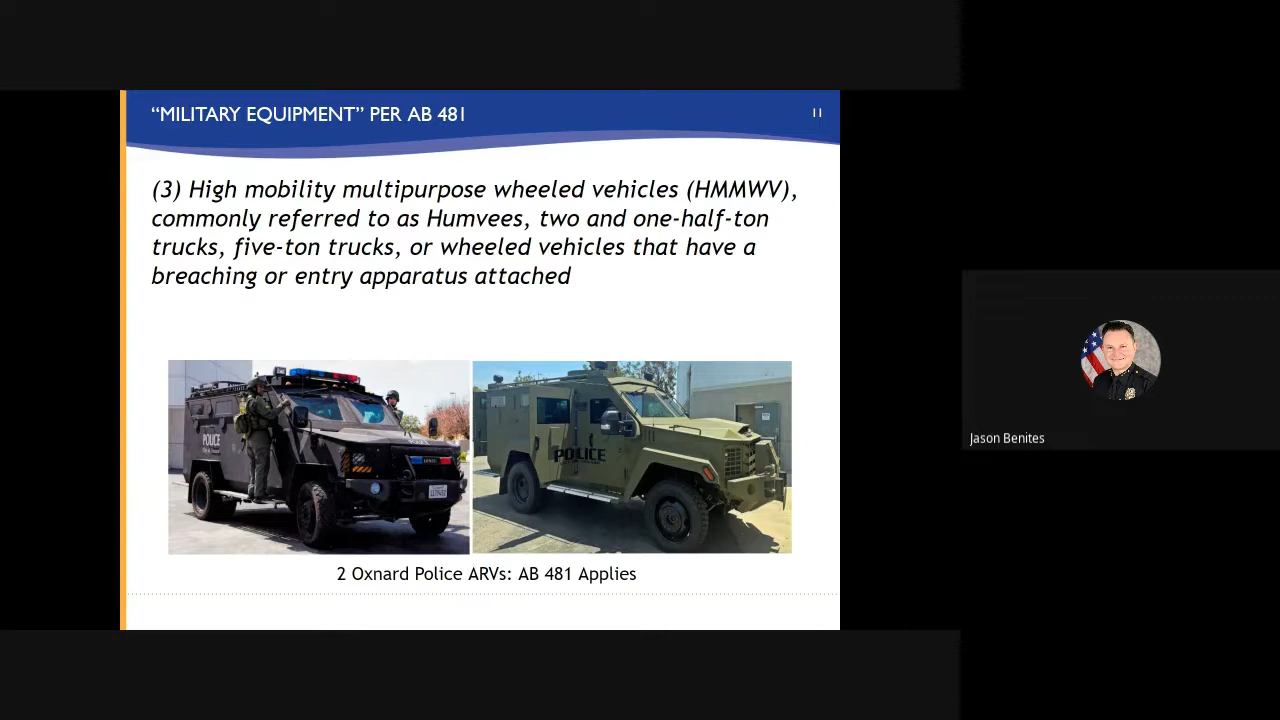 “MILITARY EQUIPMENT” PER AB 481
11
(3) High mobility multipurpose wheeled vehicles (HMMWV),
commonly referred to as Humvees, two and one-half-ton
trucks, five-ton trucks, or wheeled vehicles that have a
breaching or entry apparatus attached
POLICE
POLICE
2 Oxnard Police ARVs: AB 481 Applies
Jason Benites